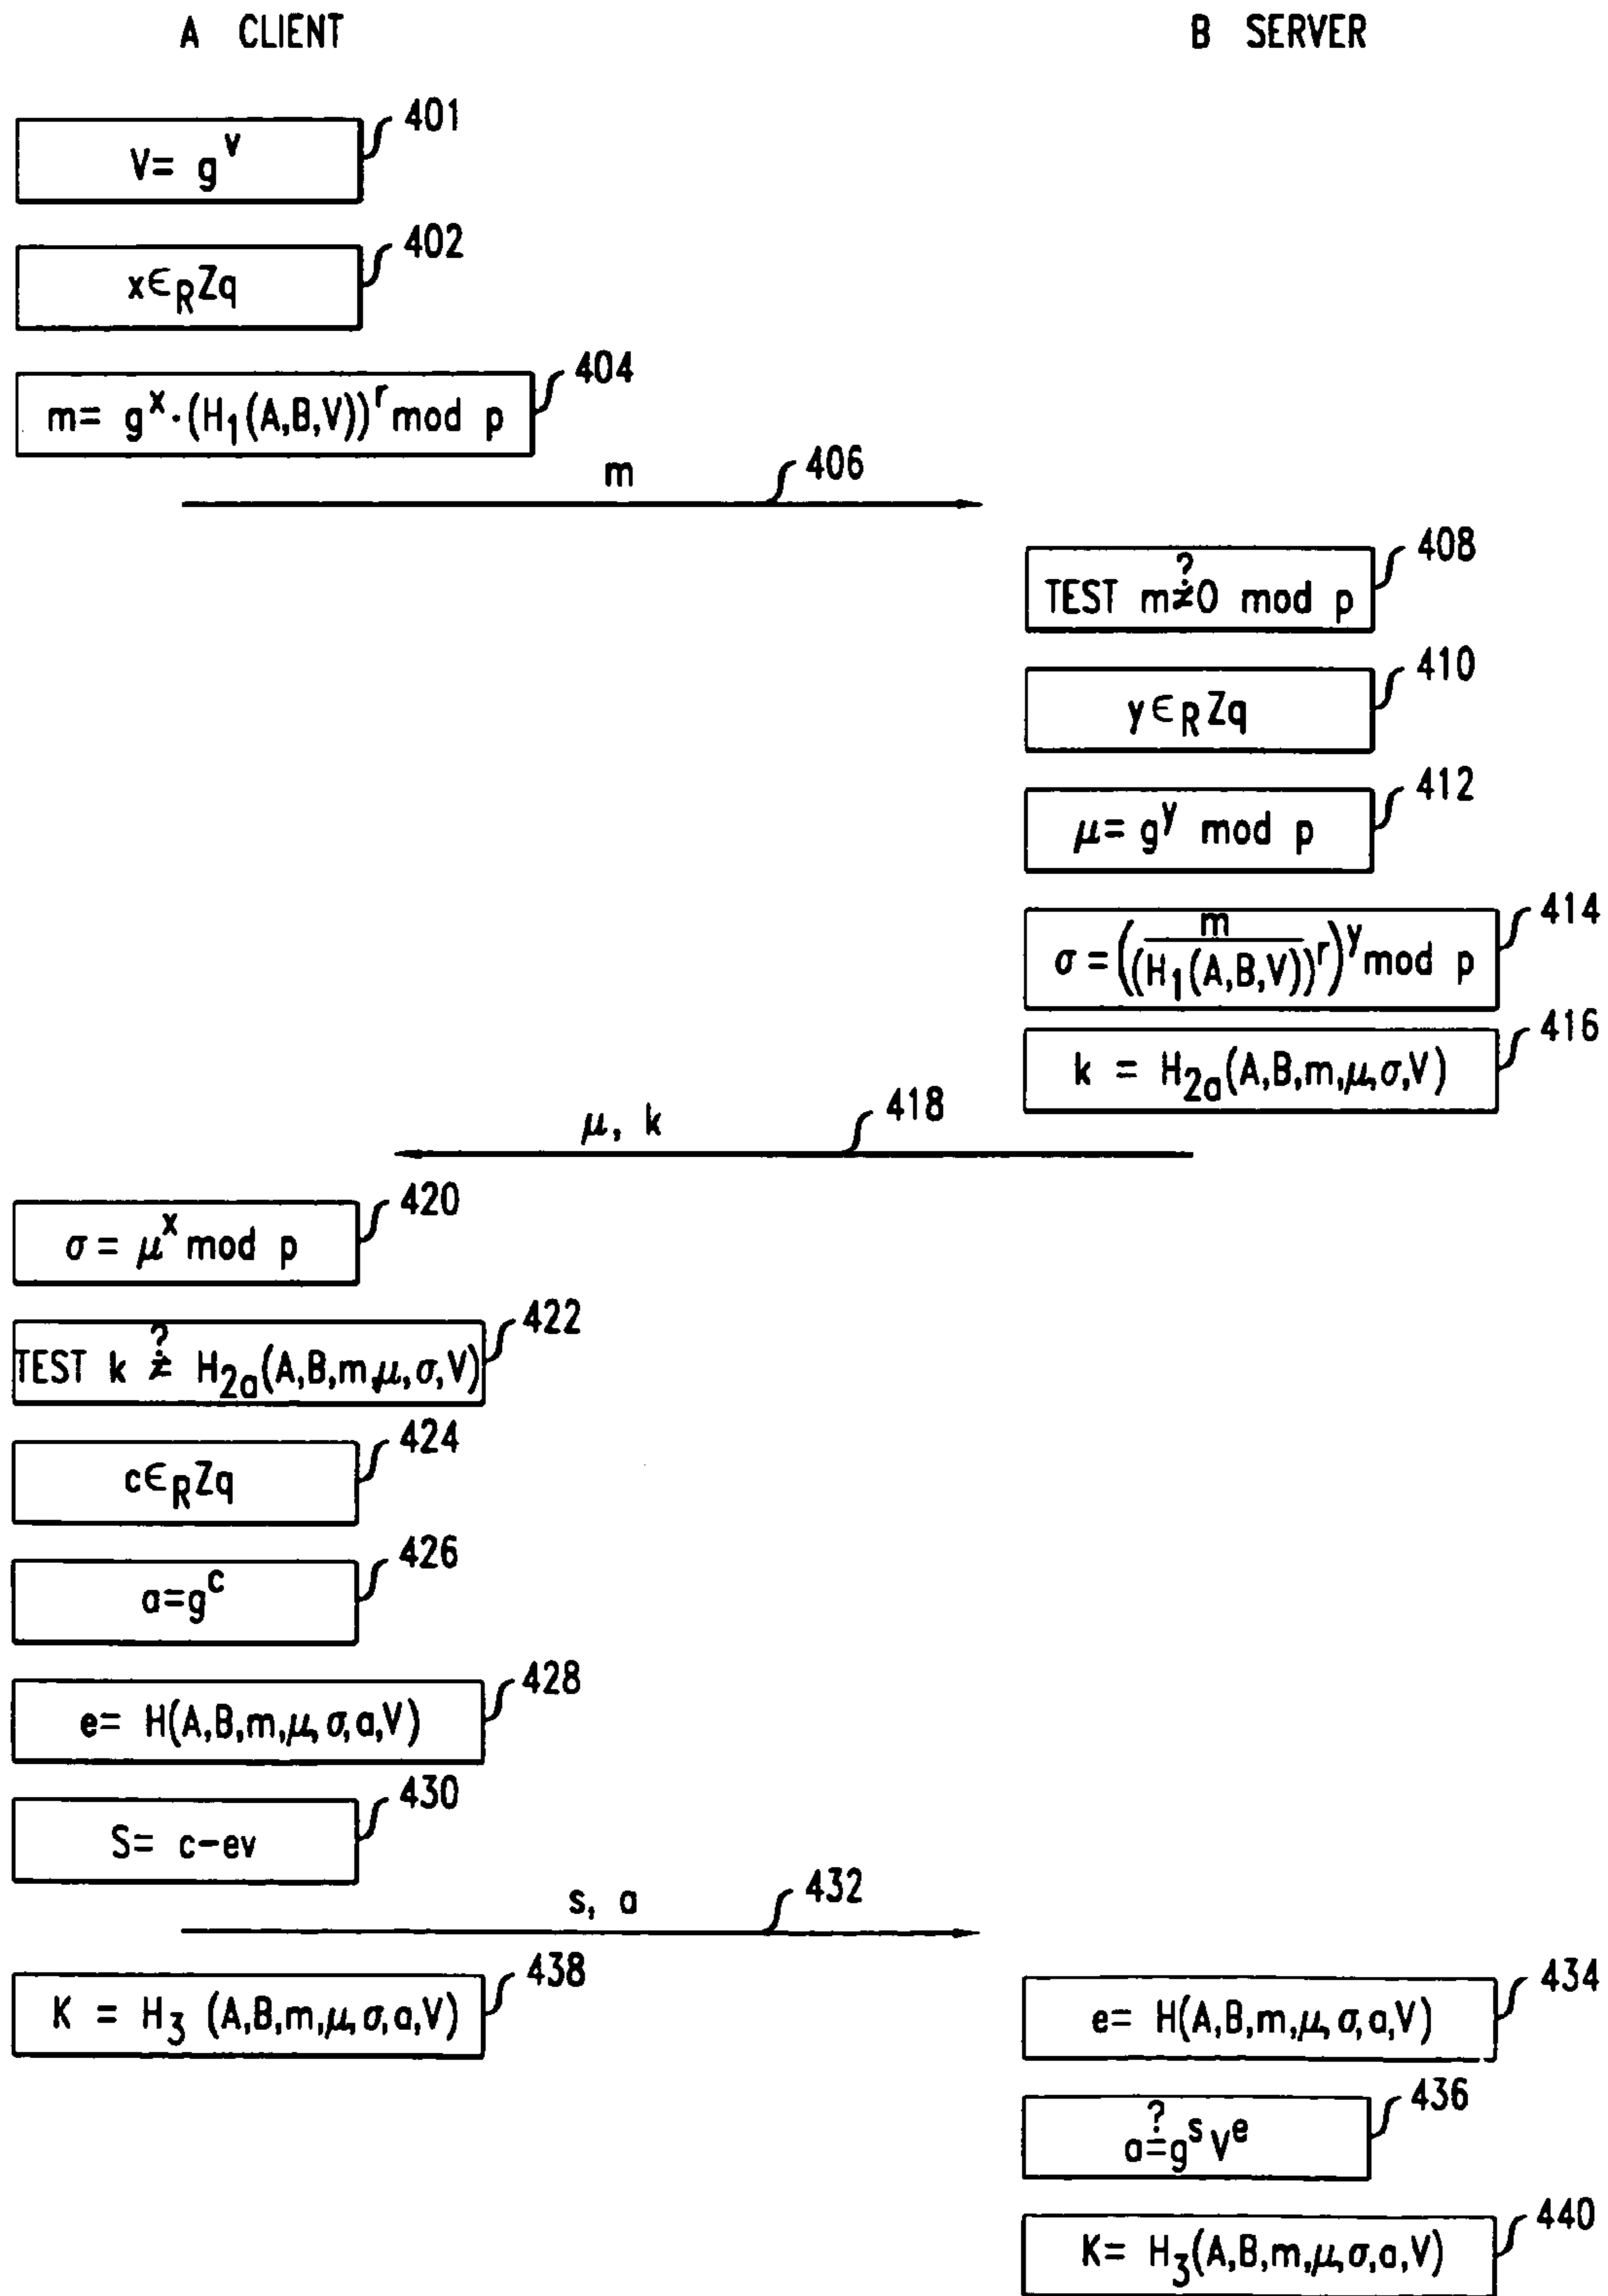 A CLIENT
B SERVER
V= g^v
401
x∈_R Zq
402
m= g^x·(H_1(A,B,V))^r mod p
404
m
406
TEST m ≢? 0 mod p
408
y∈_R Zq
410
μ= g^y mod p
412
σ = (m/((H_1(A,B,V))^r))^y mod p
414
k = H_2a(A,B,m,μ,σ,V)
416
μ, k
418
σ = μ^x mod p
420
TEST k ≠? H_2a(A,B,m,μ,σ,V)
422
c∈_R Zq
424
a=g^c
426
e= H(A,B,m,μ,σ,a,V)
428
S= c-ev
430
s, a
432
K = H_3 (A,B,m,μ,σ,a,V)
438
e= H(A,B,m,μ,σ,a,V)
434
a =? g^s V^e
436
K= H_3(A,B,m,μ,σ,a,V)
440